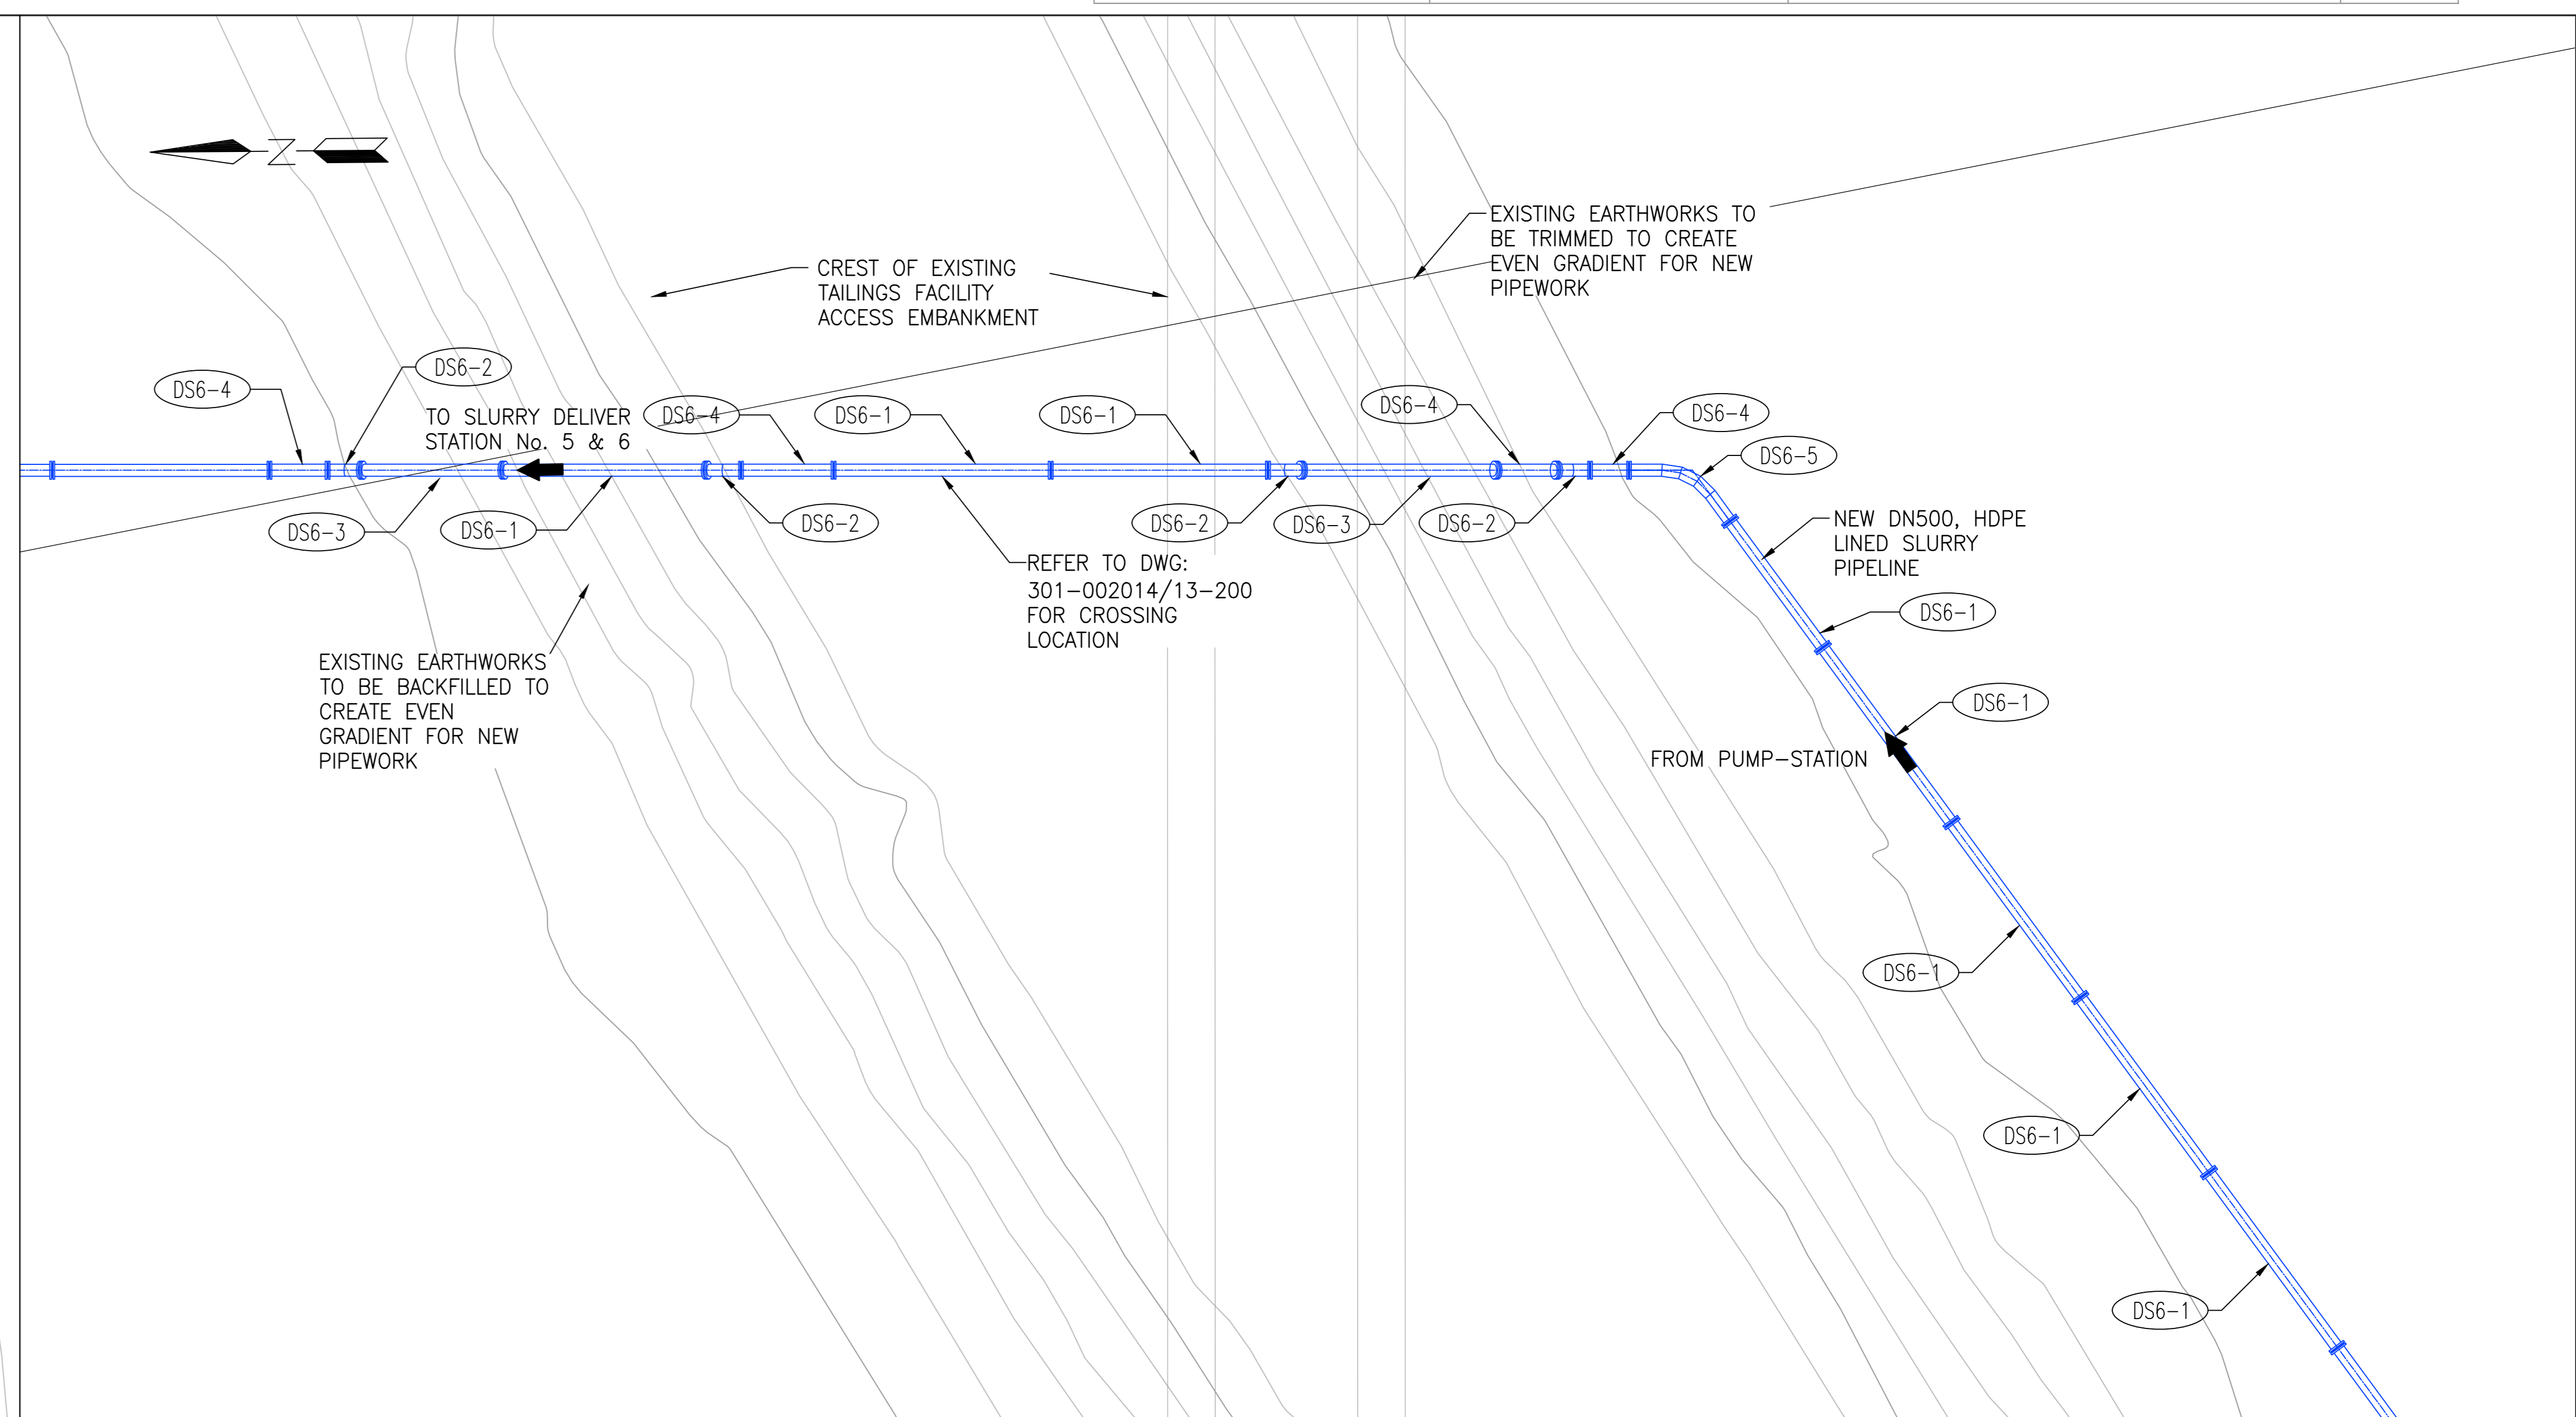 Z
EXISTING EARTHWORKS TO
BE TRIMMED TO CREATE
EVEN GRADIENT FOR NEW
PIPEWORK
CREST OF EXISTING
TAILINGS FACILITY
ACCESS EMBANKMENT
DS6-2
DS6-4
TO SLURRY DELIVER
STATION No. 5 & 6
DS6-4
DS6-1
DS6-1
DS6-4
DS6-4
DS6-5
DS6-3
DS6-1
DS6-2
DS6-2
DS6-3
DS6-2
NEW DN500, HDPE
LINED SLURRY
PIPELINE
REFER TO DWG:
301-002014/13-200
FOR CROSSING
LOCATION
DS6-1
EXISTING EARTHWORKS
TO BE BACKFILLED TO
CREATE EVEN
GRADIENT FOR NEW
PIPEWORK
DS6-1
FROM PUMP-STATION
DS6-1
DS6-1
DS6-1